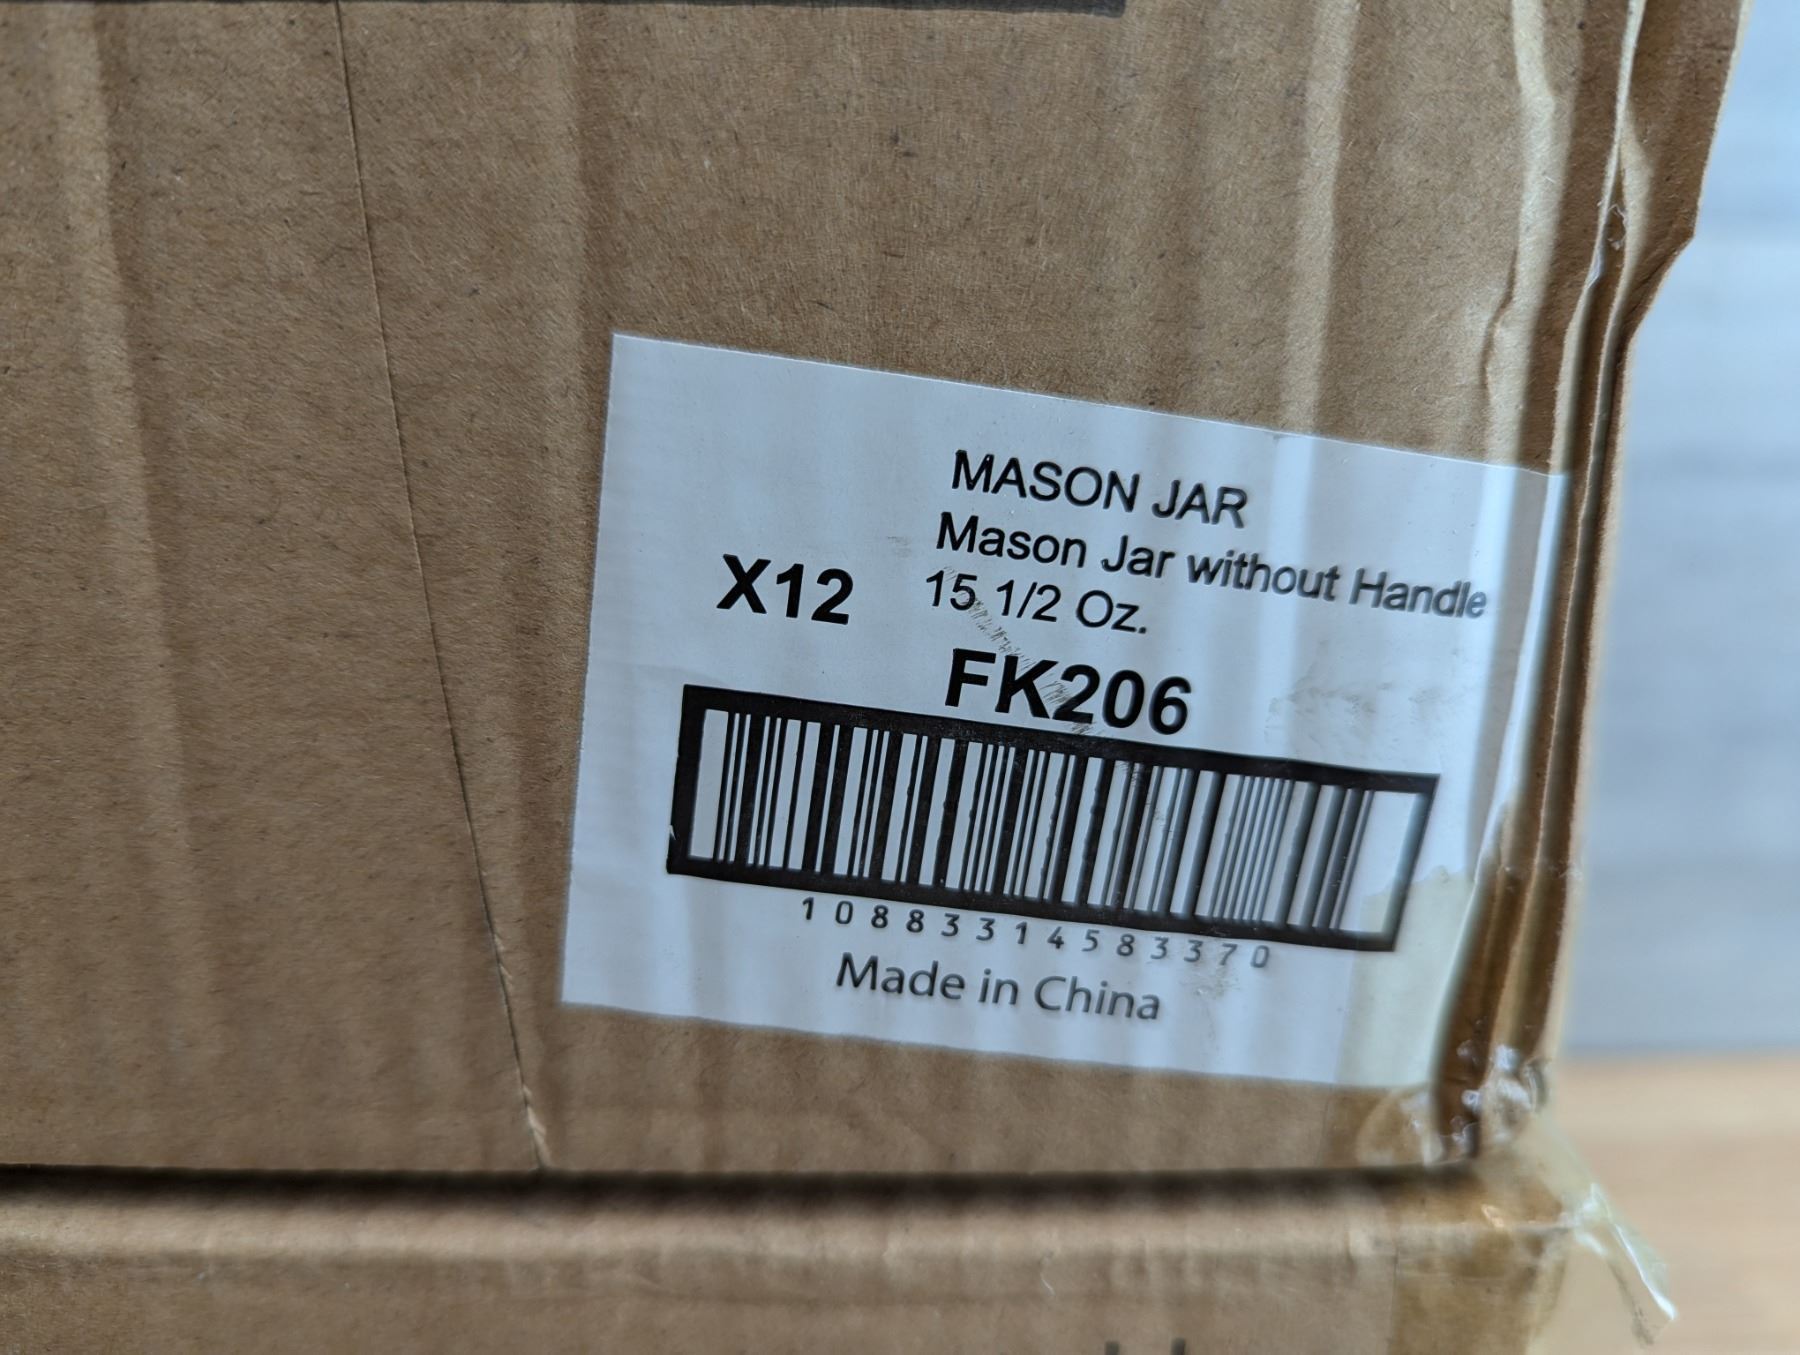 MASON JAR
Mason Jar without Handle
X12 15 1/2 Oz.
FK206
10883314583370
Made in China